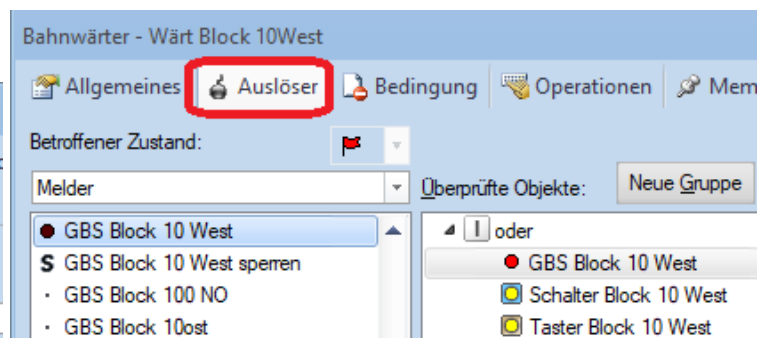 Bahnwärter - Wärt Block 10West
Allgemeines Auslöser Bedingung Operationen Mem
Betroffener Zustand:
Melder Überprüfte Objekte: Neue Gruppe
GBS Block 10 West oder
S GBS Block 10 West sperren GBS Block 10 West
GBS Block 100 NO Schalter Block 10 West
GBS Block 10ost Taster Block 10 West